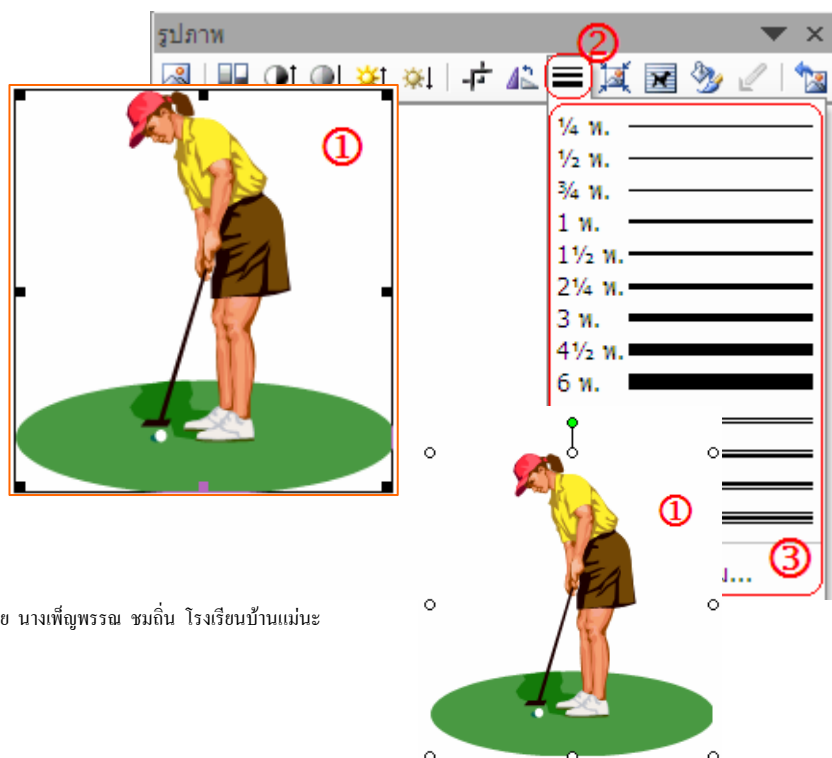 รูปภาพ
②
①
¼ พ.
½ พ.
¾ พ.
1 พ.
1½ พ.
2¼ พ.
3 พ.
4½ พ.
6 พ.
①
③
ย นางเพ็ญพรรณ ชมถิ่น โรงเรียนบ้านแม่นะ